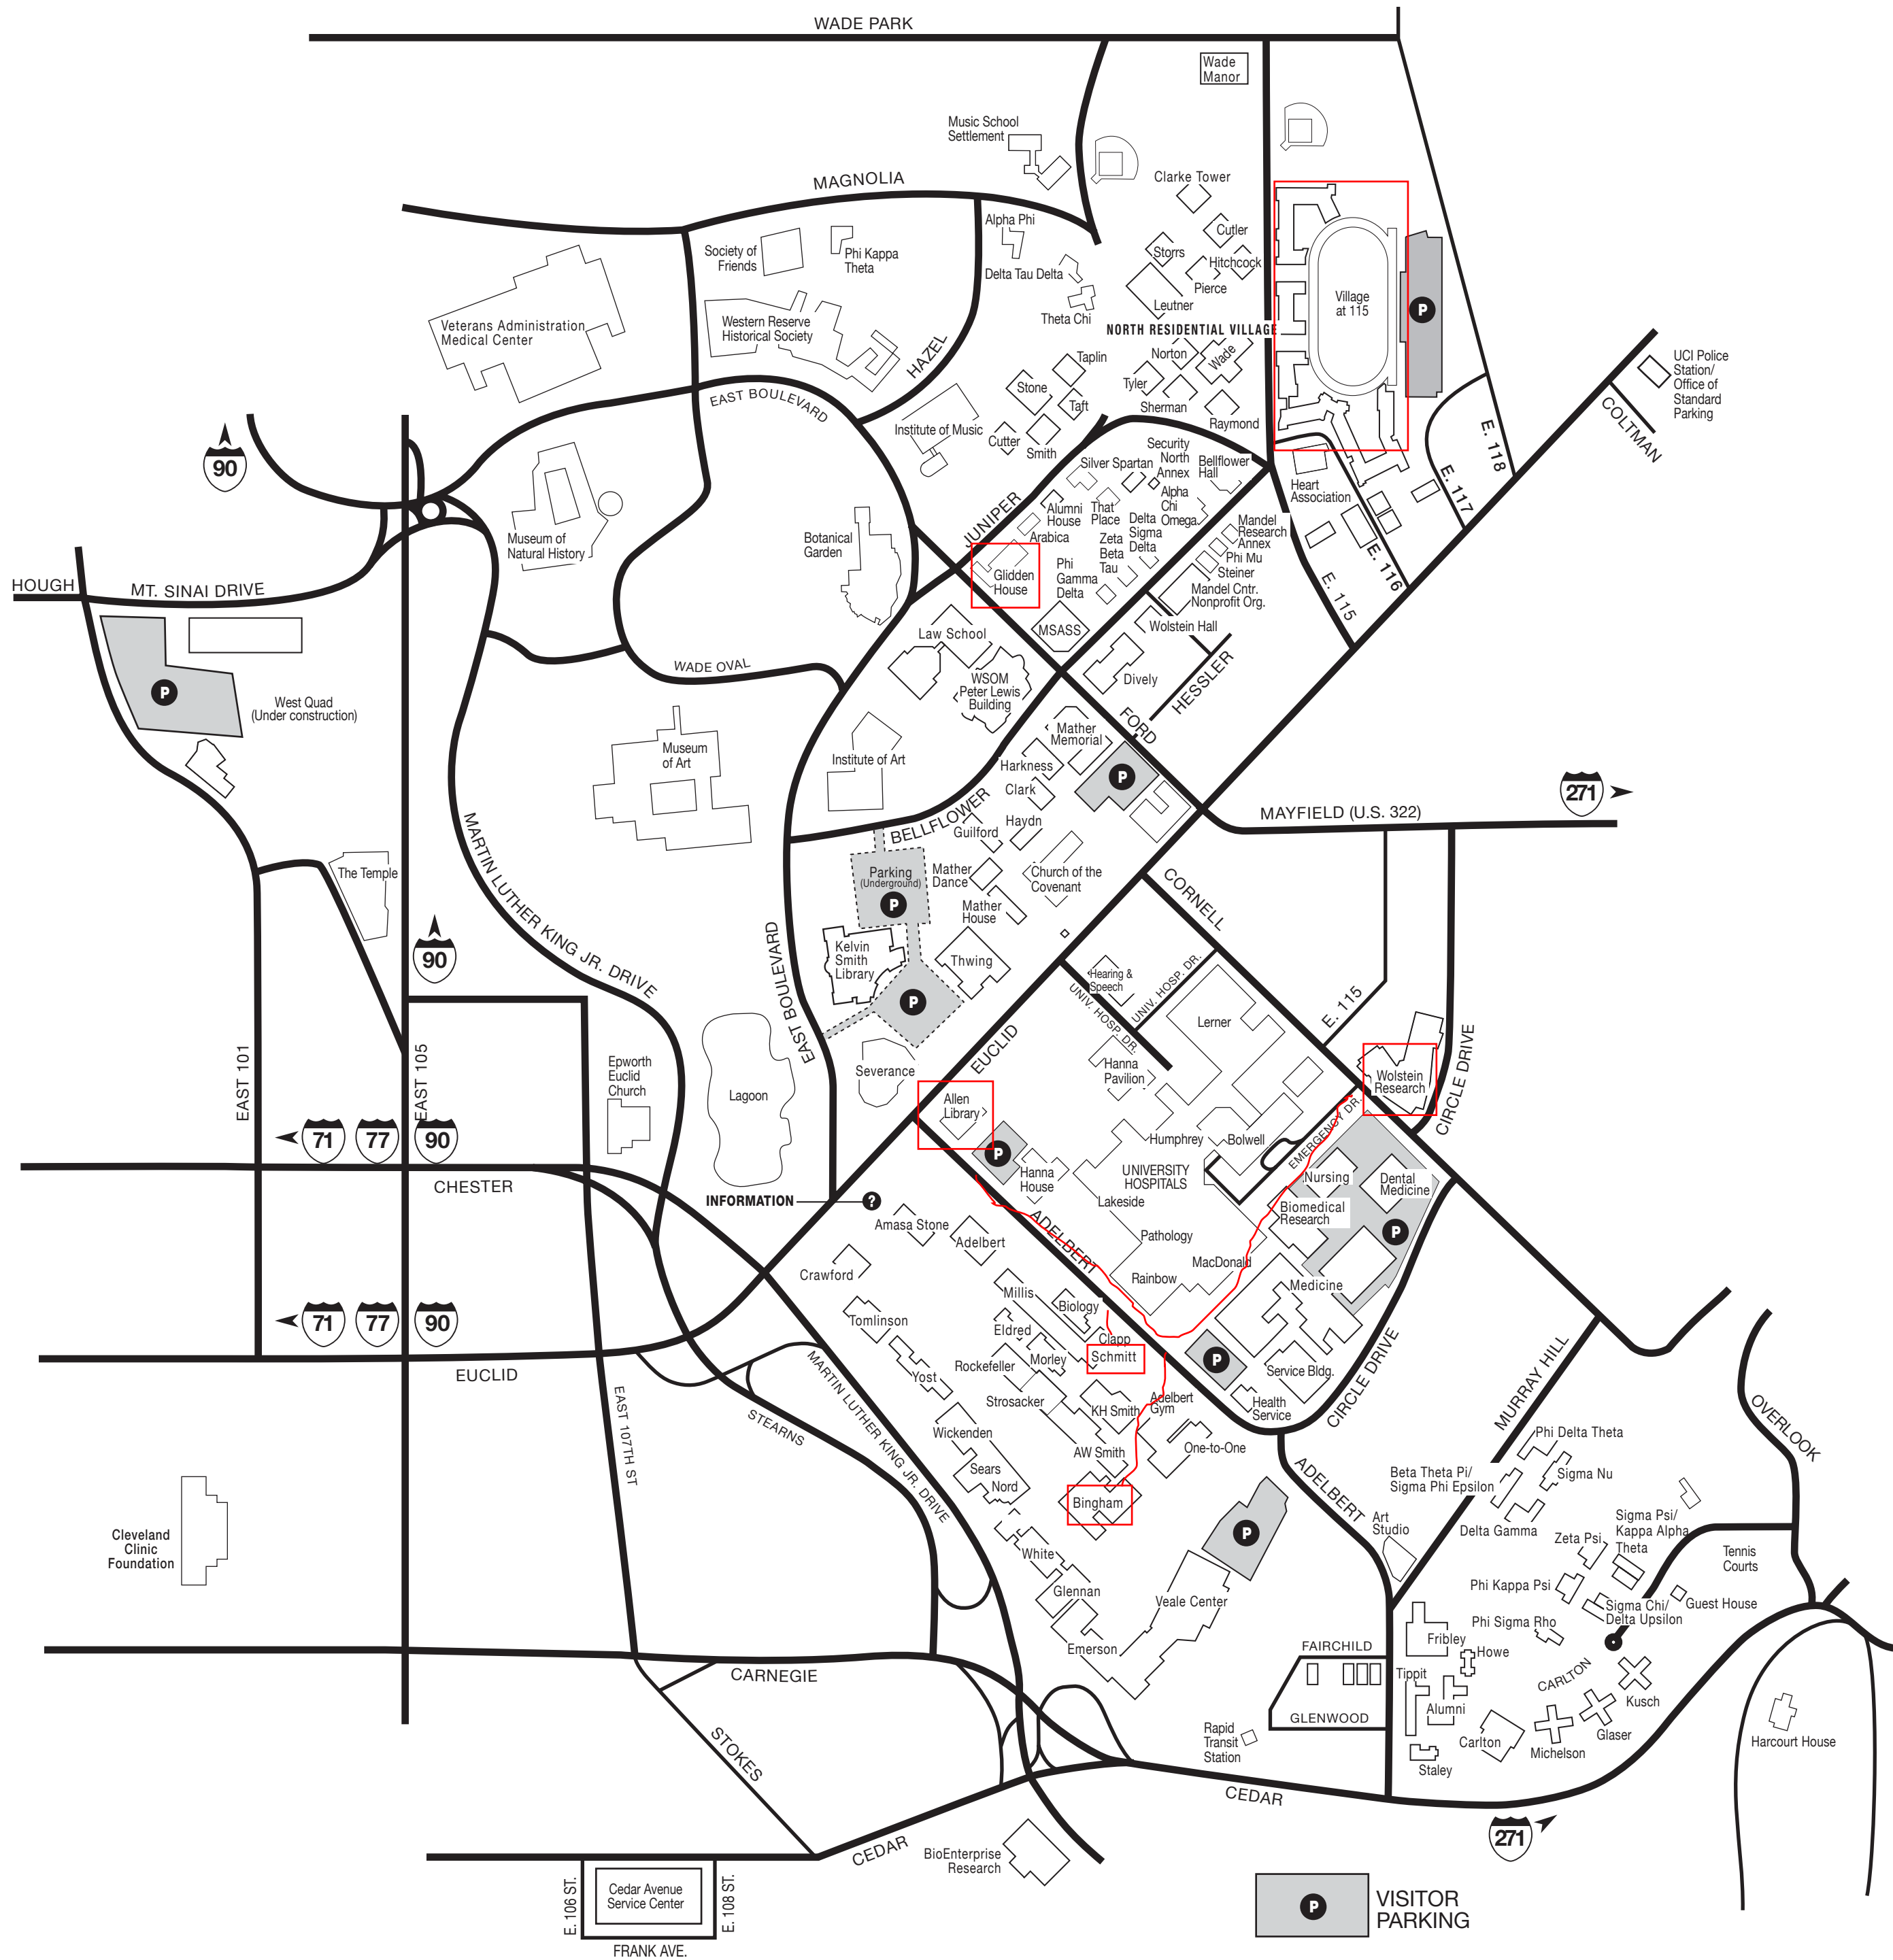 WADE PARK
Wade
Manor
Music School
Settlement
MAGNOLIA
Clarke Tower
Cutler
Storrs
Hitchcock
Pierce
Leutner
Alpha Phi
Delta Tau Delta
Theta Chi
Society of
Friends
Phi Kappa
Theta
Village
at 115
P
Veterans Administration
Medical Center
Western Reserve
Historical Society
NORTH RESIDENTIAL VILLAGE
HAZEL
Norton
Wade
Taplin
Tyler
Stone
Taft
Sherman
Raymond
UCI Police
Station/
Office of
Standard
Parking
COLTMAN
EAST BOULEVARD
Institute of Music
Cutter
Smith
E. 118
E. 117
90
Security
North
Annex
Silver Spartan
Bellflower
Hall
Heart
Association
JUNIPER
Alumni
House
That
Place
Alpha
Chi
Omega
Arabica
Delta
Sigma
Delta
Zeta
Beta
Tau
Mandel
Research
Annex
Phi Mu
Steiner
Mandel Cntr.
Nonprofit Org.
E. 116
E. 115
Museum of
Natural History
Botanical
Garden
Glidden
House
Phi
Gamma
Delta
HOUGH
MT. SINAI DRIVE
MSASS
Wolstein Hall
Law School
WADE OVAL
WSOM
Peter Lewis
Building
Dively
HESSLER
P
West Quad
(Under construction)
FORD
Mather
Memorial
Museum
of Art
Institute of Art
Harkness
P
Clark
271
MAYFIELD (U.S. 322)
BELLFLOWER
Haydn
Guilford
MARTIN LUTHER KING JR. DRIVE
The Temple
Parking
(Underground)
P
Mather
Dance
Church of the
Covenant
Mather
House
CORNELL
90
EAST BOULEVARD
Kelvin
Smith
Library
Thwing
P
Hearing &
Speech
UNIV. HOSP. DR.
UNIV. HOSP. DR.
Lerner
E. 115
CIRCLE DRIVE
EUCLID
Hanna
Pavilion
Wolstein
Research
EAST 101
EAST 105
Epworth
Euclid
Church
Lagoon
Severance
Allen
Library
71
77
90
P
Hanna
House
Humphrey
Bolwell
EMERGENCY DR.
UNIVERSITY
HOSPITALS
Nursing
Dental
Medicine
CHESTER
INFORMATION
?
Lakeside
Biomedical
Research
P
Amasa Stone
Adelbert
ADELBERT
Pathology
MacDonald
Rainbow
Crawford
Millis
Biology
Medicine
71
77
90
Tomlinson
Eldred
Clapp
Schmitt
P
EUCLID
Rockefeller
Morley
Yost
Strosacker
KH Smith
Adelbert
Gym
Service Bldg.
Health
Service
CIRCLE DRIVE
EAST 107TH ST
STEARNS
MARTIN LUTHER KING JR. DRIVE
Wickenden
AW Smith
One-to-One
MURRAY HILL
OVERLOOK
Sears
Nord
Bingham
ADELBERT
Phi Delta Theta
Beta Theta Pi/
Sigma Phi Epsilon
Sigma Nu
Delta Gamma
Art
Studio
Sigma Psi/
Kappa Alpha
Theta
Zeta Psi
Tennis
Courts
Cleveland
Clinic
Foundation
P
White
Glennan
Veale Center
Phi Kappa Psi
Guest House
Sigma Chi/
Delta Upsilon
Phi Sigma Rho
Emerson
FAIRCHILD
Fribley
Howe
CARLTON
Tippit
Alumni
Kusch
CARNEGIE
GLENWOOD
Rapid
Transit
Station
Carlton
Michelson
Glaser
Staley
Harcourt House
STOKES
CEDAR
271
CEDAR
BioEnterprise
Research
E. 106 ST.
Cedar Avenue
Service Center
E. 108 ST.
FRANK AVE.
P
VISITOR
PARKING